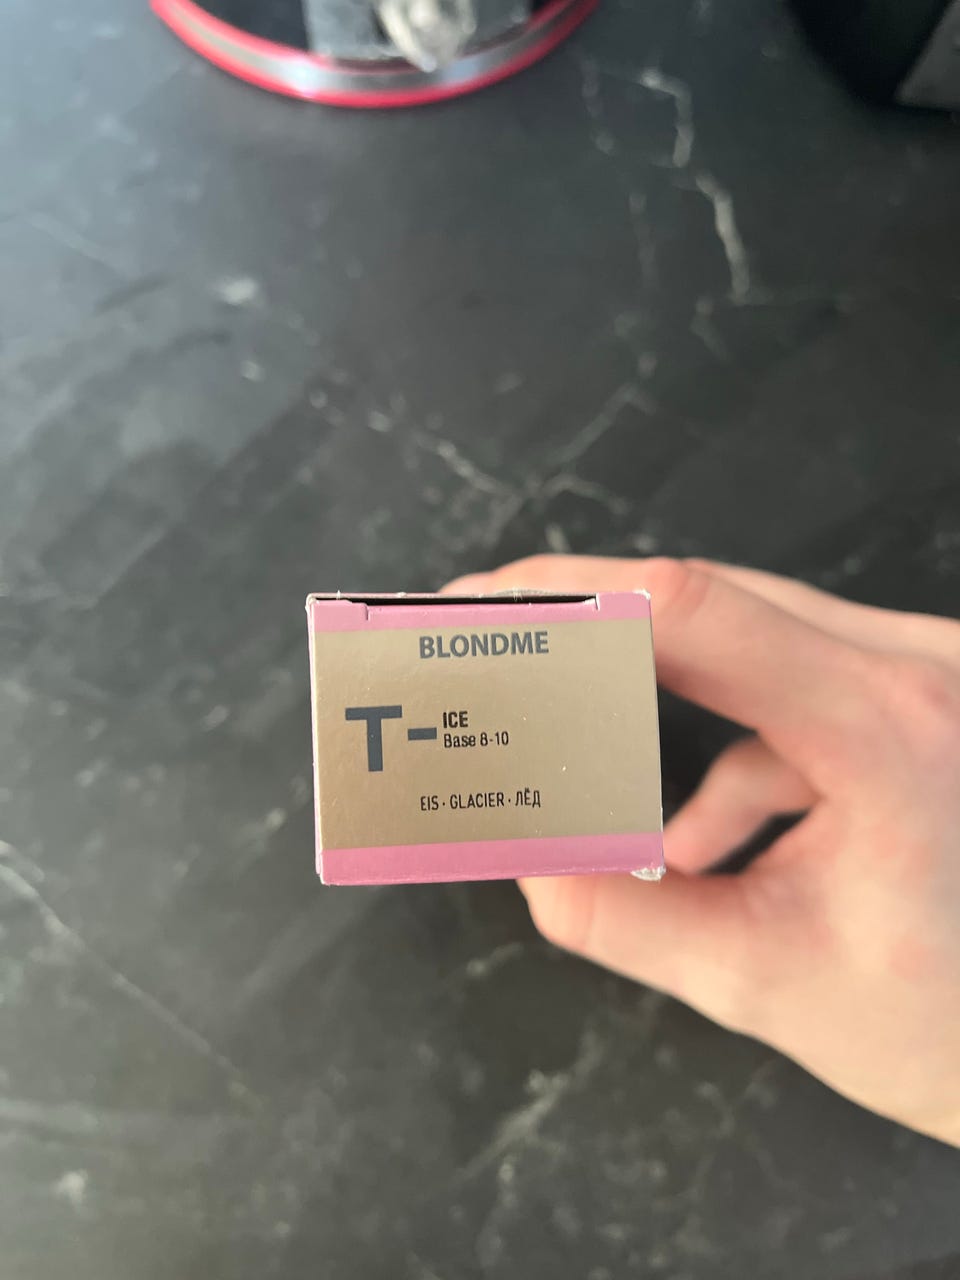 BLONDME
T- ICE
Base 8-10
EIS · GLACIER · ЛЁД